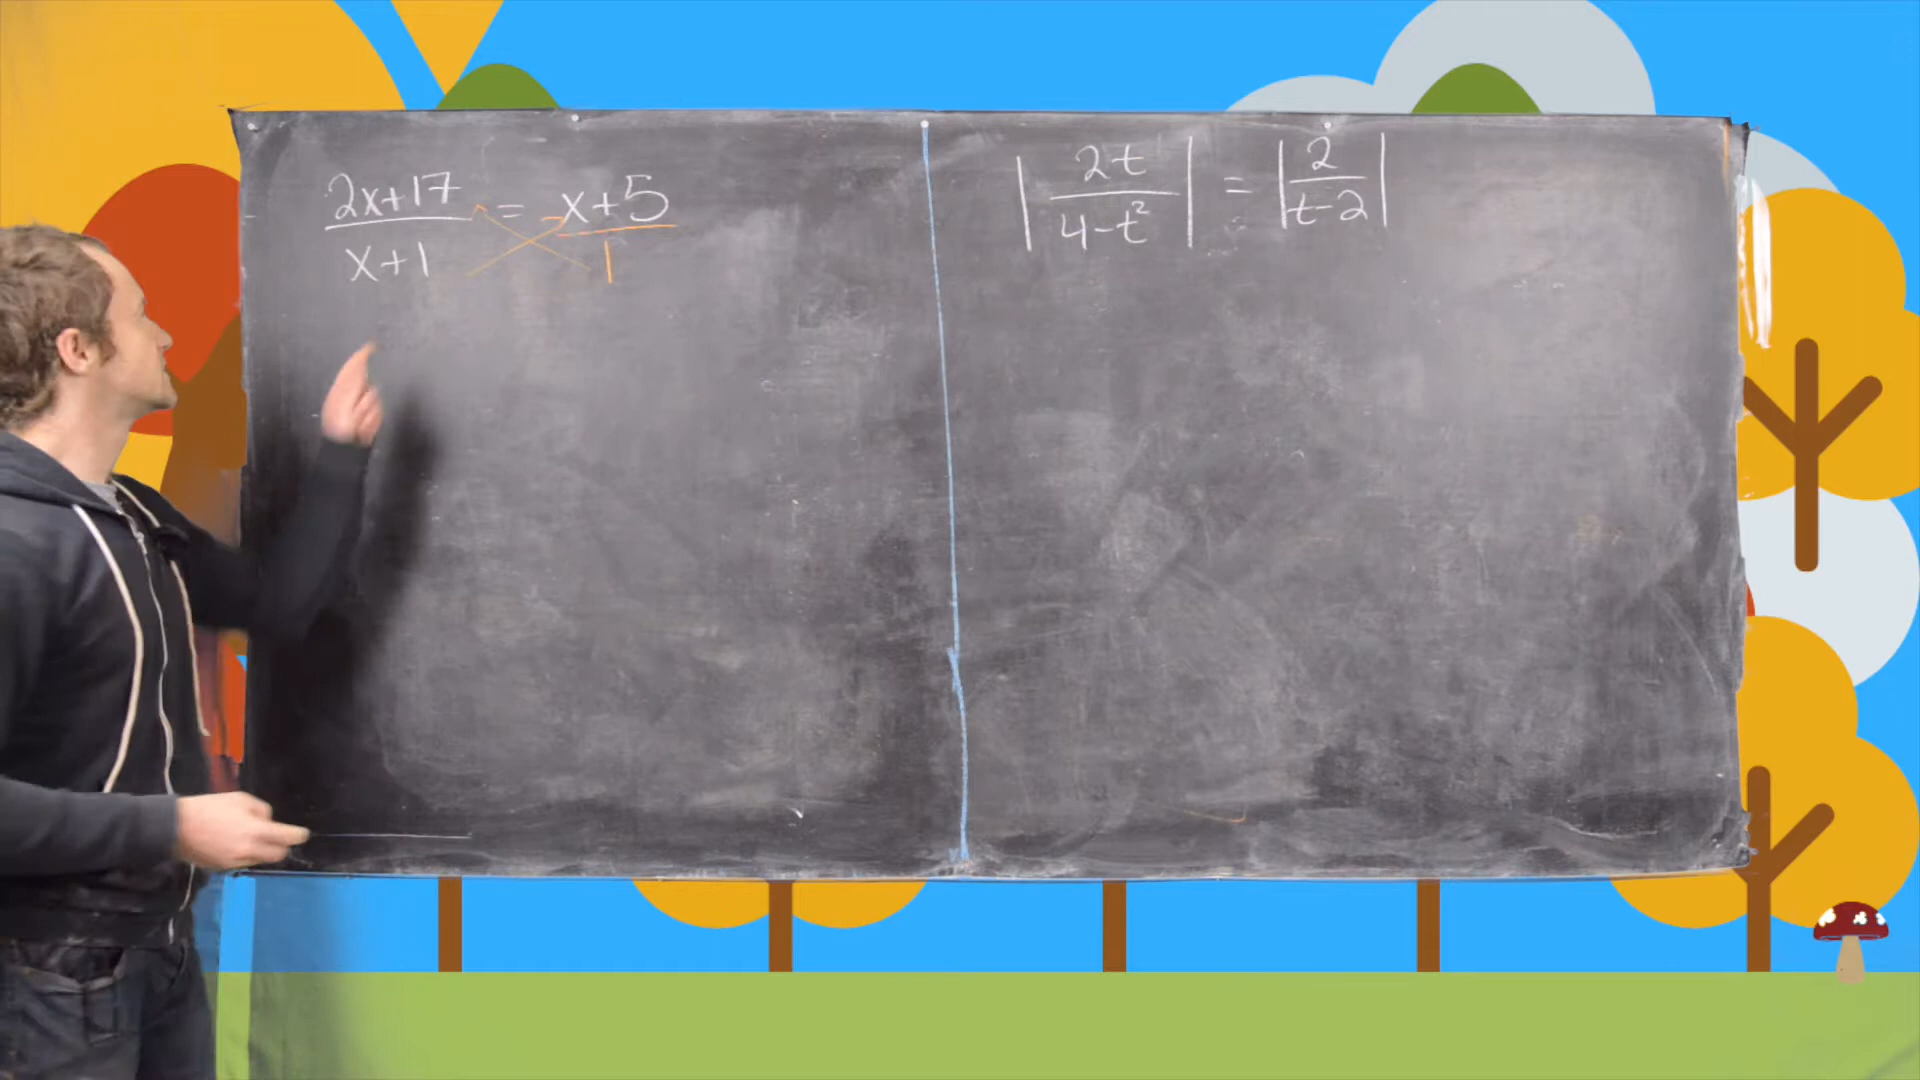 (2x+17)/(x+1) = (x+5)/1
|2t/(4-t²)| = |2/(t-2)|